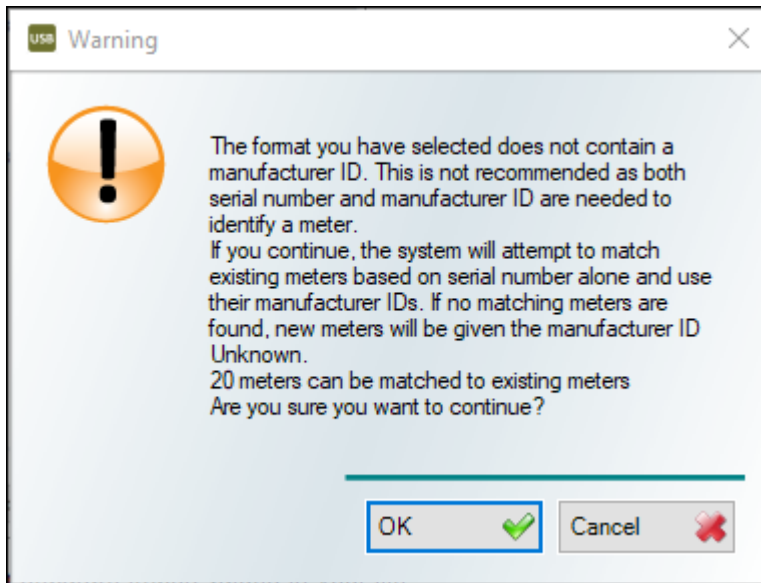 USB Warning
The format you have selected does not contain a
manufacturer ID. This is not recommended as both
serial number and manufacturer ID are needed to
identify a meter.
If you continue, the system will attempt to match
existing meters based on serial number alone and use
their manufacturer IDs. If no matching meters are
found, new meters will be given the manufacturer ID
Unknown.
20 meters can be matched to existing meters
Are you sure you want to continue?
OK Cancel